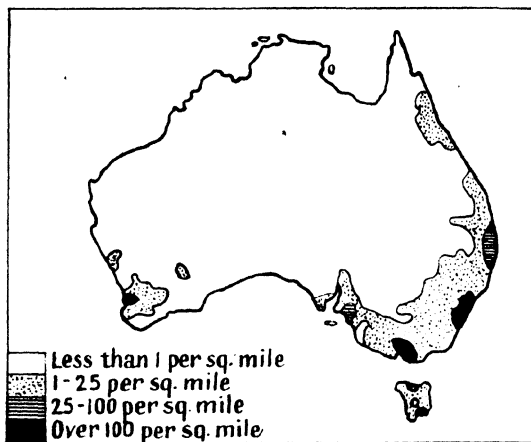 Less than 1 per sq. mile
1-25 per sq. mile
25-100 per sq. mile
Over 100 per sq. mile